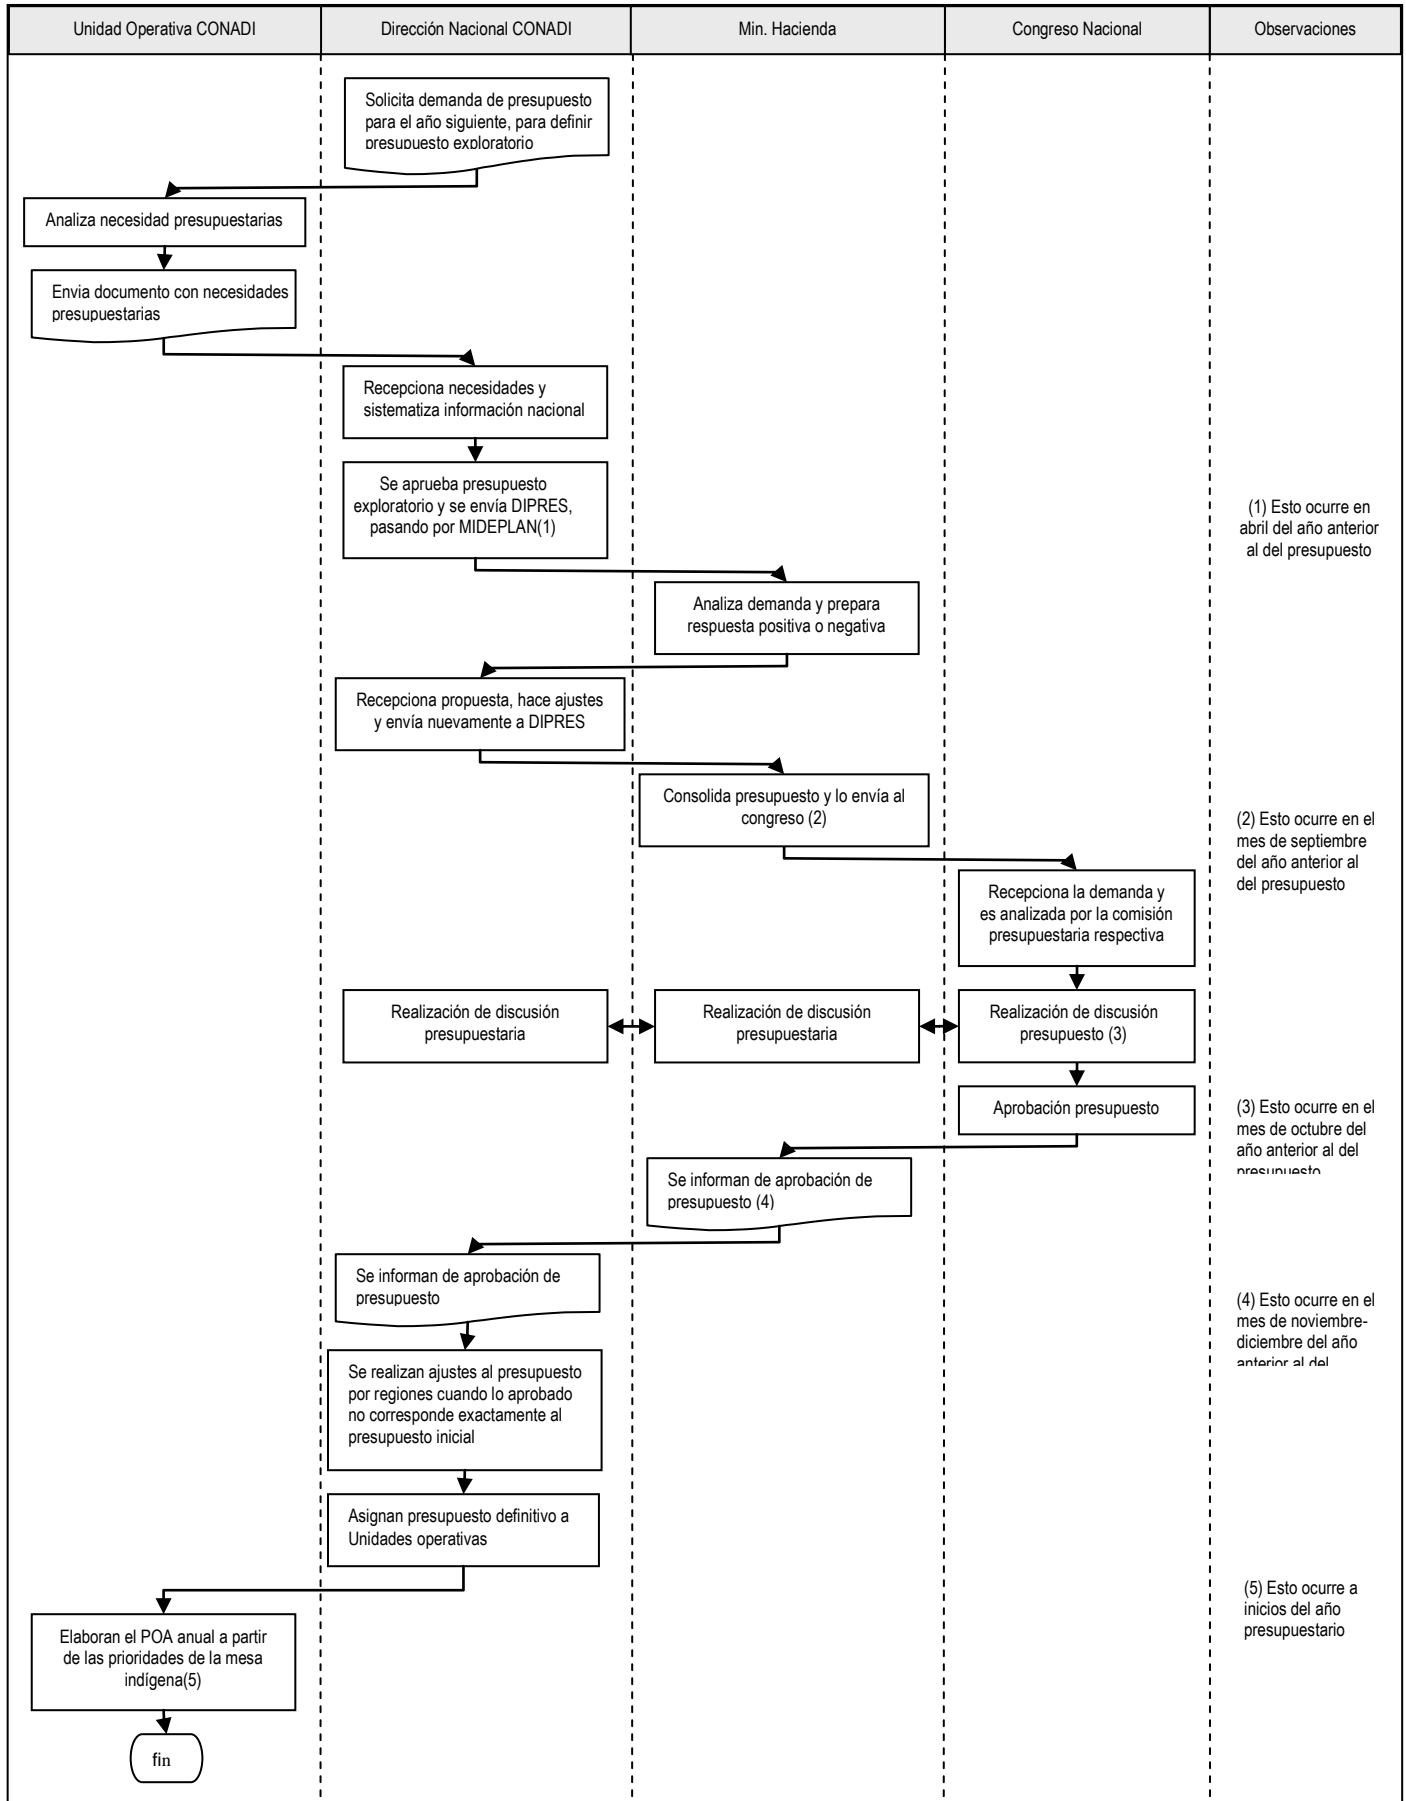 Unidad Operativa CONADI
Dirección Nacional CONADI
Min. Hacienda
Congreso Nacional
Observaciones
Solicita demanda de presupuesto
para el año siguiente, para definir
presupuesto exploratorio
Analiza necesidad presupuestarias
Envia documento con necesidades
presupuestarias
Recepciona necesidades y
sistematiza información nacional
Se aprueba presupuesto
exploratorio y se envía DIPRES,
pasando por MIDEPLAN(1)
(1) Esto ocurre en
abril del año anterior
al del presupuesto
Analiza demanda y prepara
respuesta positiva o negativa
Recepciona propuesta, hace ajustes
y envía nuevamente a DIPRES
Consolida presupuesto y lo envía al
congreso (2)
(2) Esto ocurre en el
mes de septiembre
del año anterior al
del presupuesto
Recepciona la demanda y
es analizada por la comisión
presupuestaria respectiva
Realización de discusión
presupuestaria
Realización de discusión
presupuestaria
Realización de discusión
presupuesto (3)
Aprobación presupuesto
(3) Esto ocurre en el
mes de octubre del
año anterior al del
presupuesto
Se informan de aprobación de
presupuesto (4)
Se informan de aprobación de
presupuesto
(4) Esto ocurre en el
mes de noviembre-
diciembre del año
anterior al del
Se realizan ajustes al presupuesto
por regiones cuando lo aprobado
no corresponde exactamente al
presupuesto inicial
Asignan presupuesto definitivo a
Unidades operativas
(5) Esto ocurre a
inicios del año
presupuestario
Elaboran el POA anual a partir
de las prioridades de la mesa
indígena(5)
fin